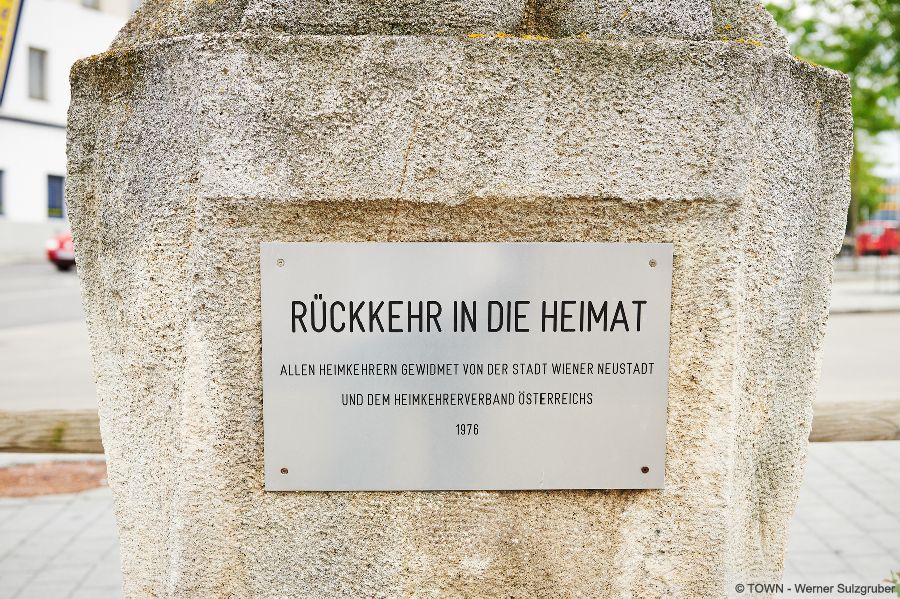 RÜCKKEHR IN DIE HEIMAT
ALLEN HEIMKEHRERN GEWIDMET VON DER STADT WIENER NEUSTADT
UND DEM HEIMKEHRERVERBAND ÖSTERREICHS
1976
© TOWN - Werner Sulzgruber